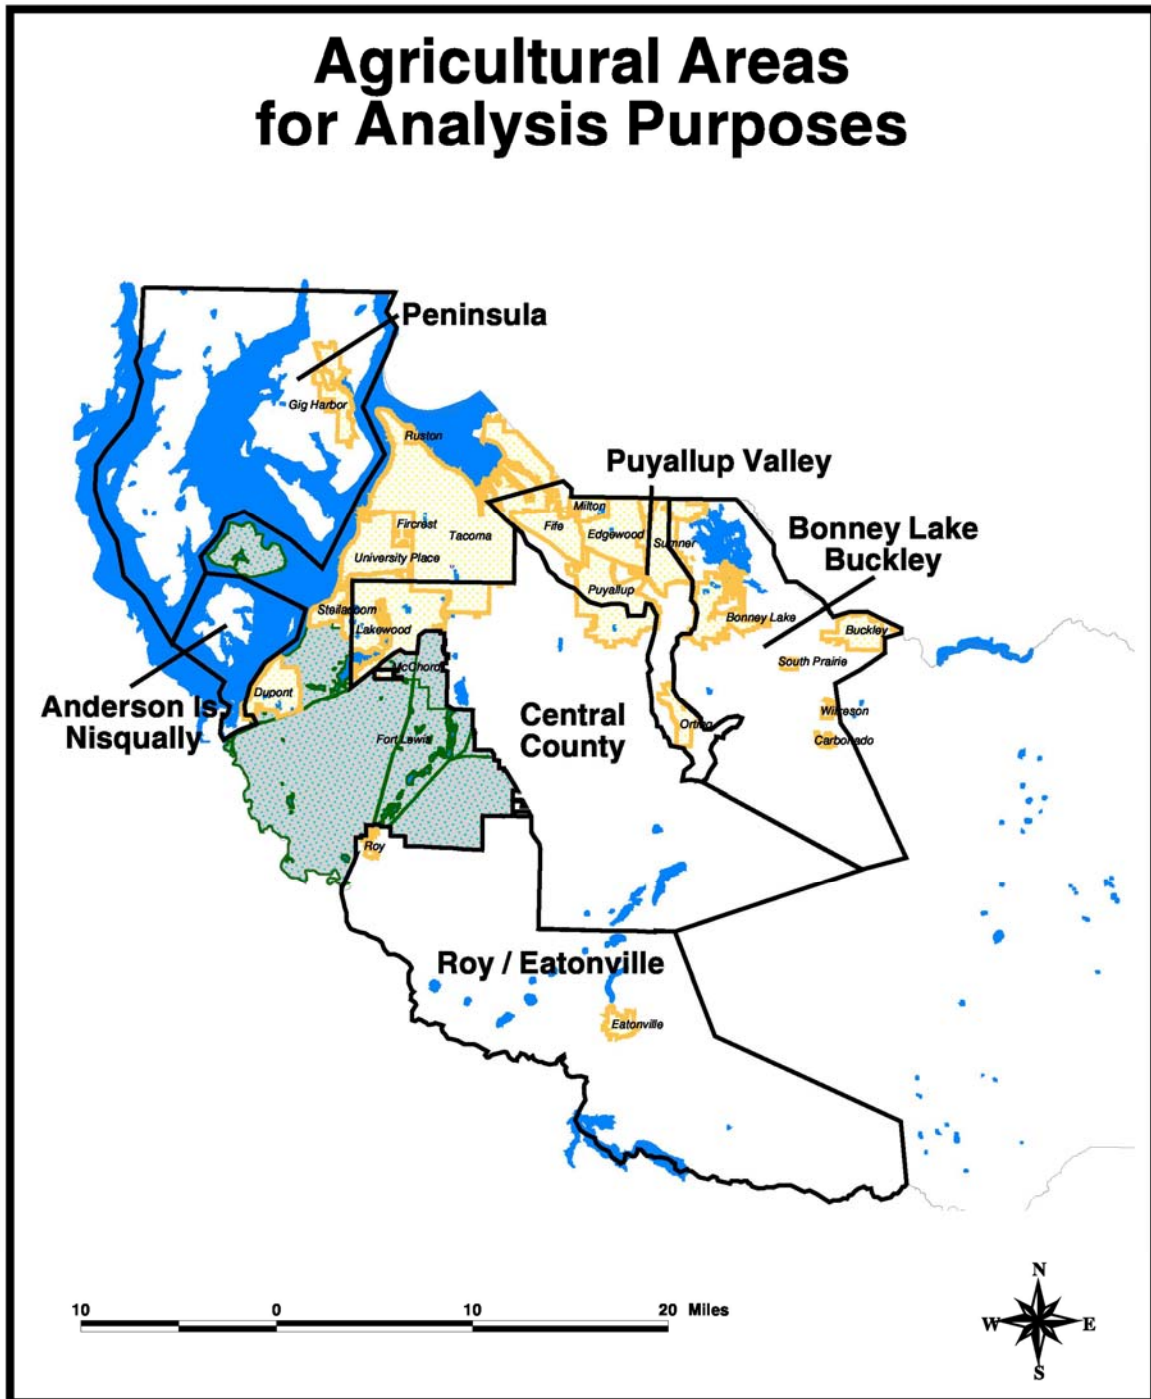 Agricultural Areas
for Analysis Purposes
Peninsula
Gig Harbor
Ruston
Puyallup Valley
Milton
Fife
Edgewood
Sumner
Fircrest
Tacoma
University Place
Bonney Lake
Buckley
Puyallup
Steilacoom
Lakewood
Bonney Lake
Buckley
McChord
South Prairie
Dupont
Anderson Is.
Nisqually
Central
County
Orting
Wilkeson
Carbonado
Fort Lewis
Roy
Roy / Eatonville
Eatonville
10 0 10 20 Miles
N
W E
S